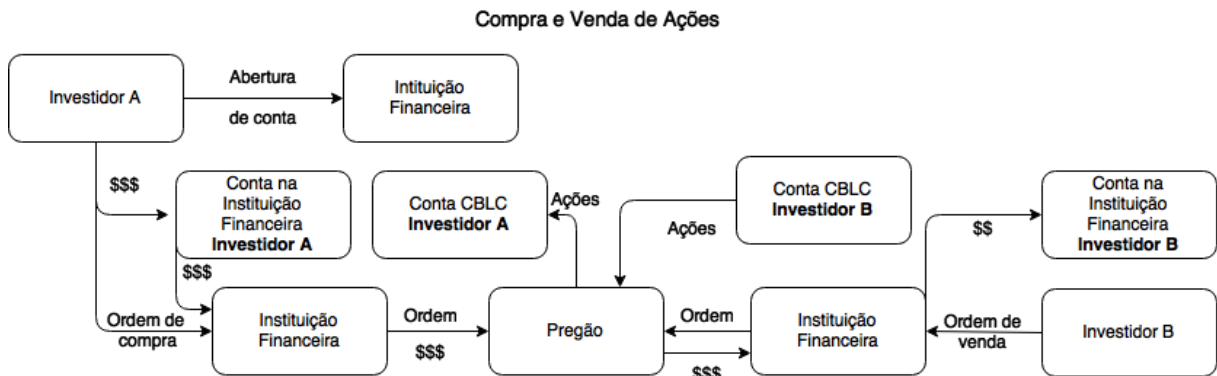 Compra e Venda de Ações
Investidor A
Abertura
de conta
Intituição
Financeira
$$$
Conta na
Instituição
Financeira
Investidor A
Conta CBLC
Investidor A
Ações
Conta CBLC
Investidor B
Ações
$$
Conta na
Instituição
Financeira
Investidor B
$$$
Ordem de
compra
Instituição
Financeira
Ordem
$$$
Pregão
Ordem
$$$
Instituição
Financeira
Ordem de
venda
Investidor B